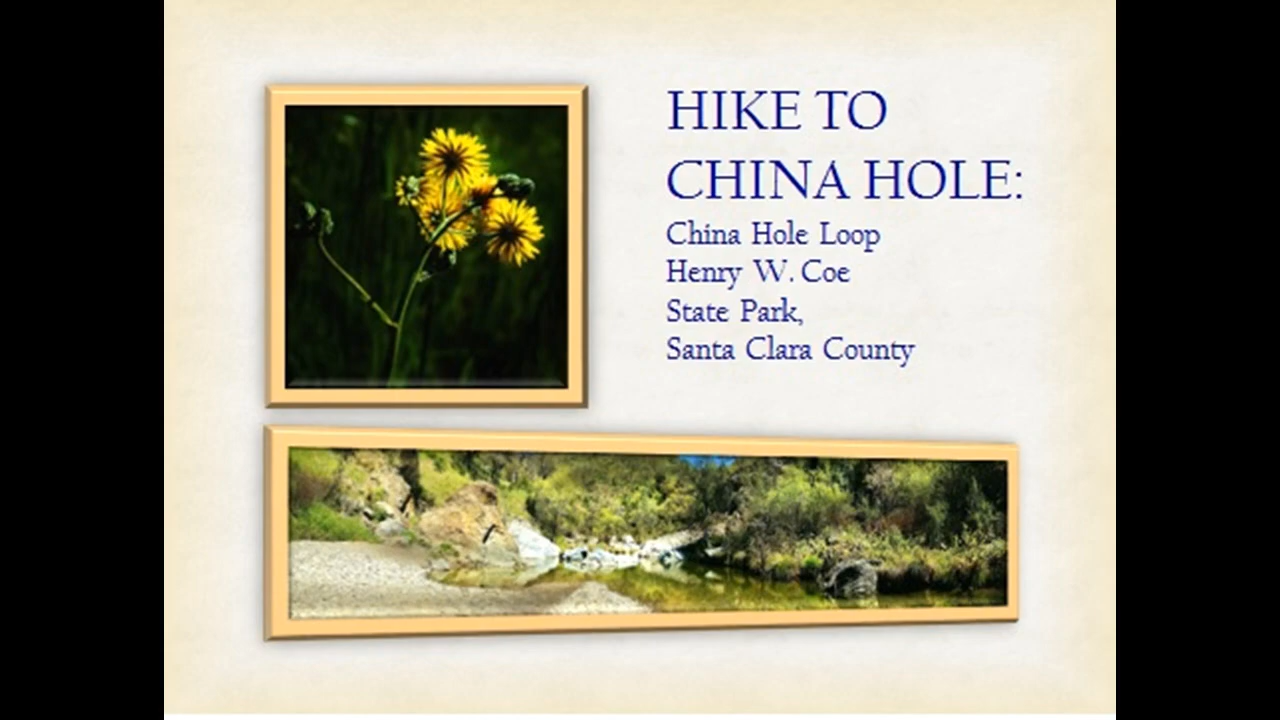 HIKE TO
CHINA HOLE:
China Hole Loop
Henry W. Coe
State Park,
Santa Clara County